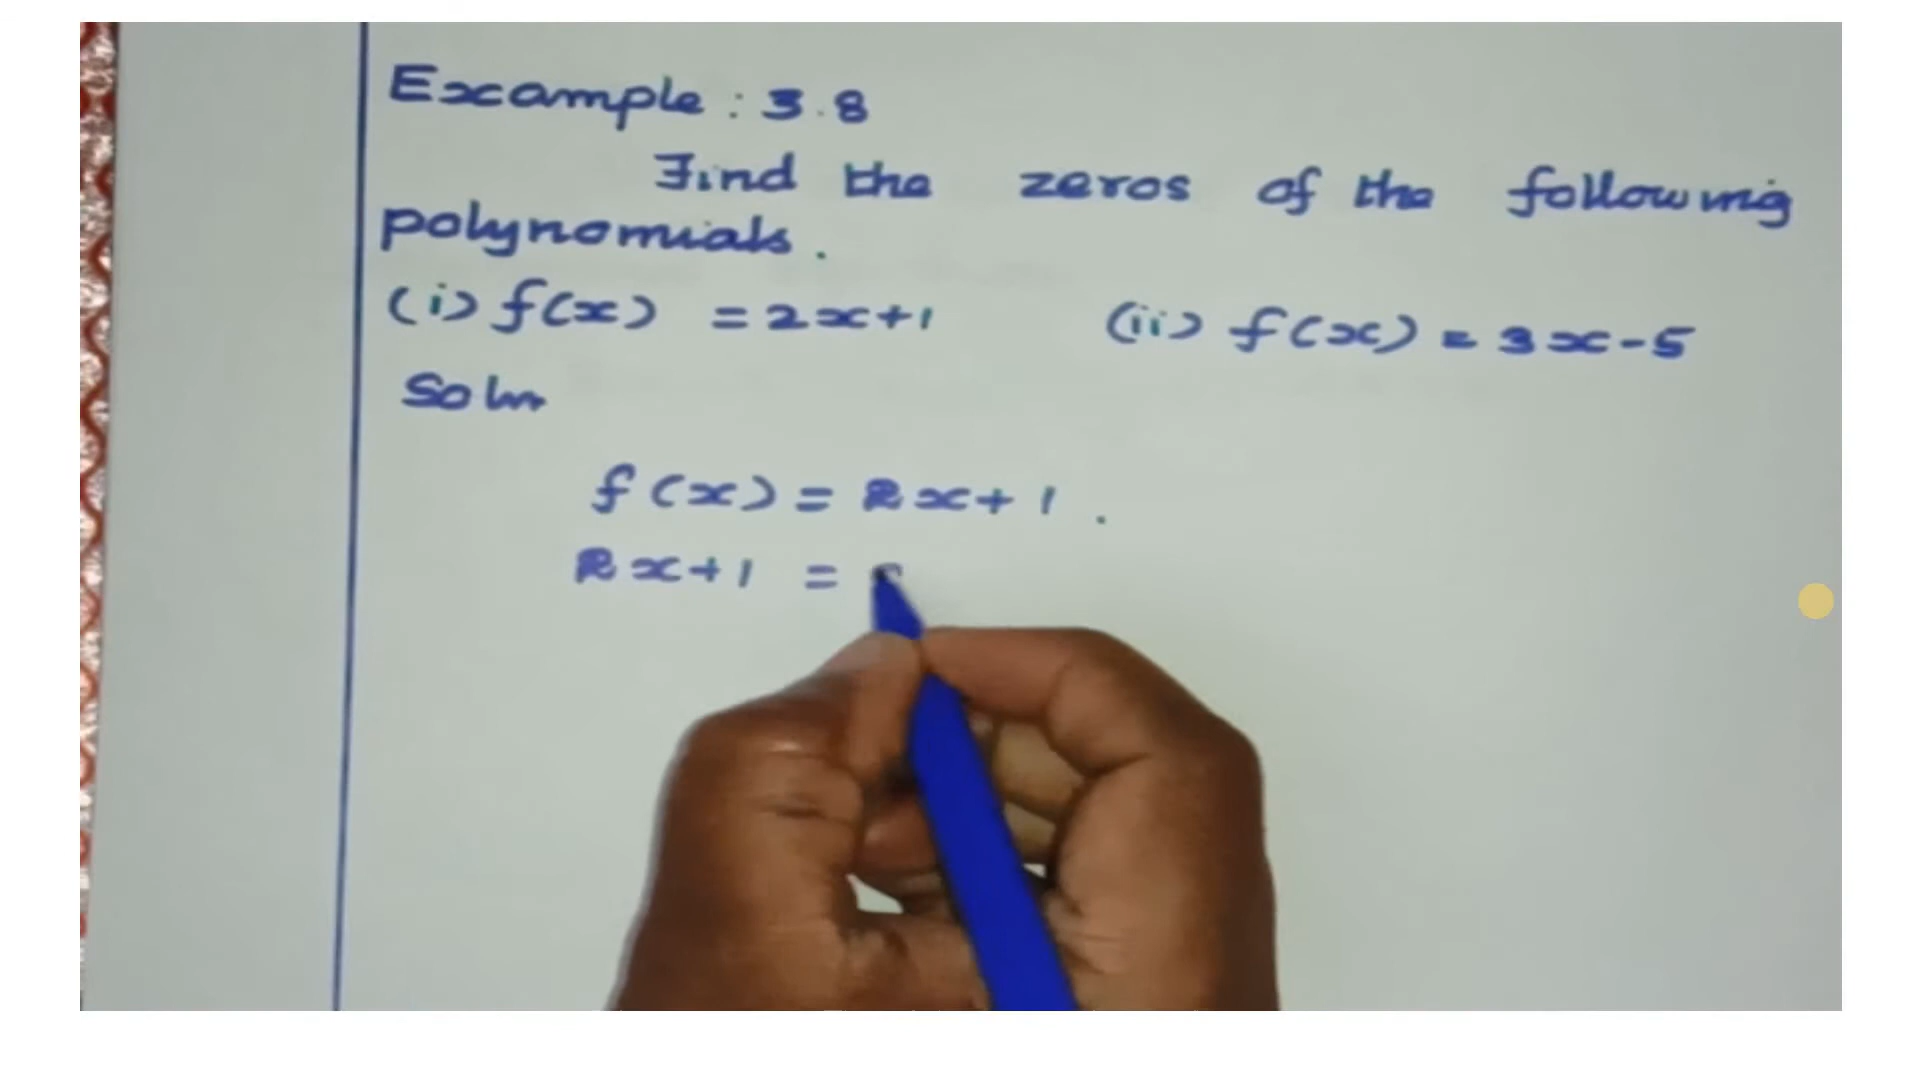 Example : 3.8
Find the zeros of the following
polynomials.
(i) f(x) = 2x+1 (ii) f(x) = 3x-5
Soln
f(x) = 2x+1.
2x+1 =